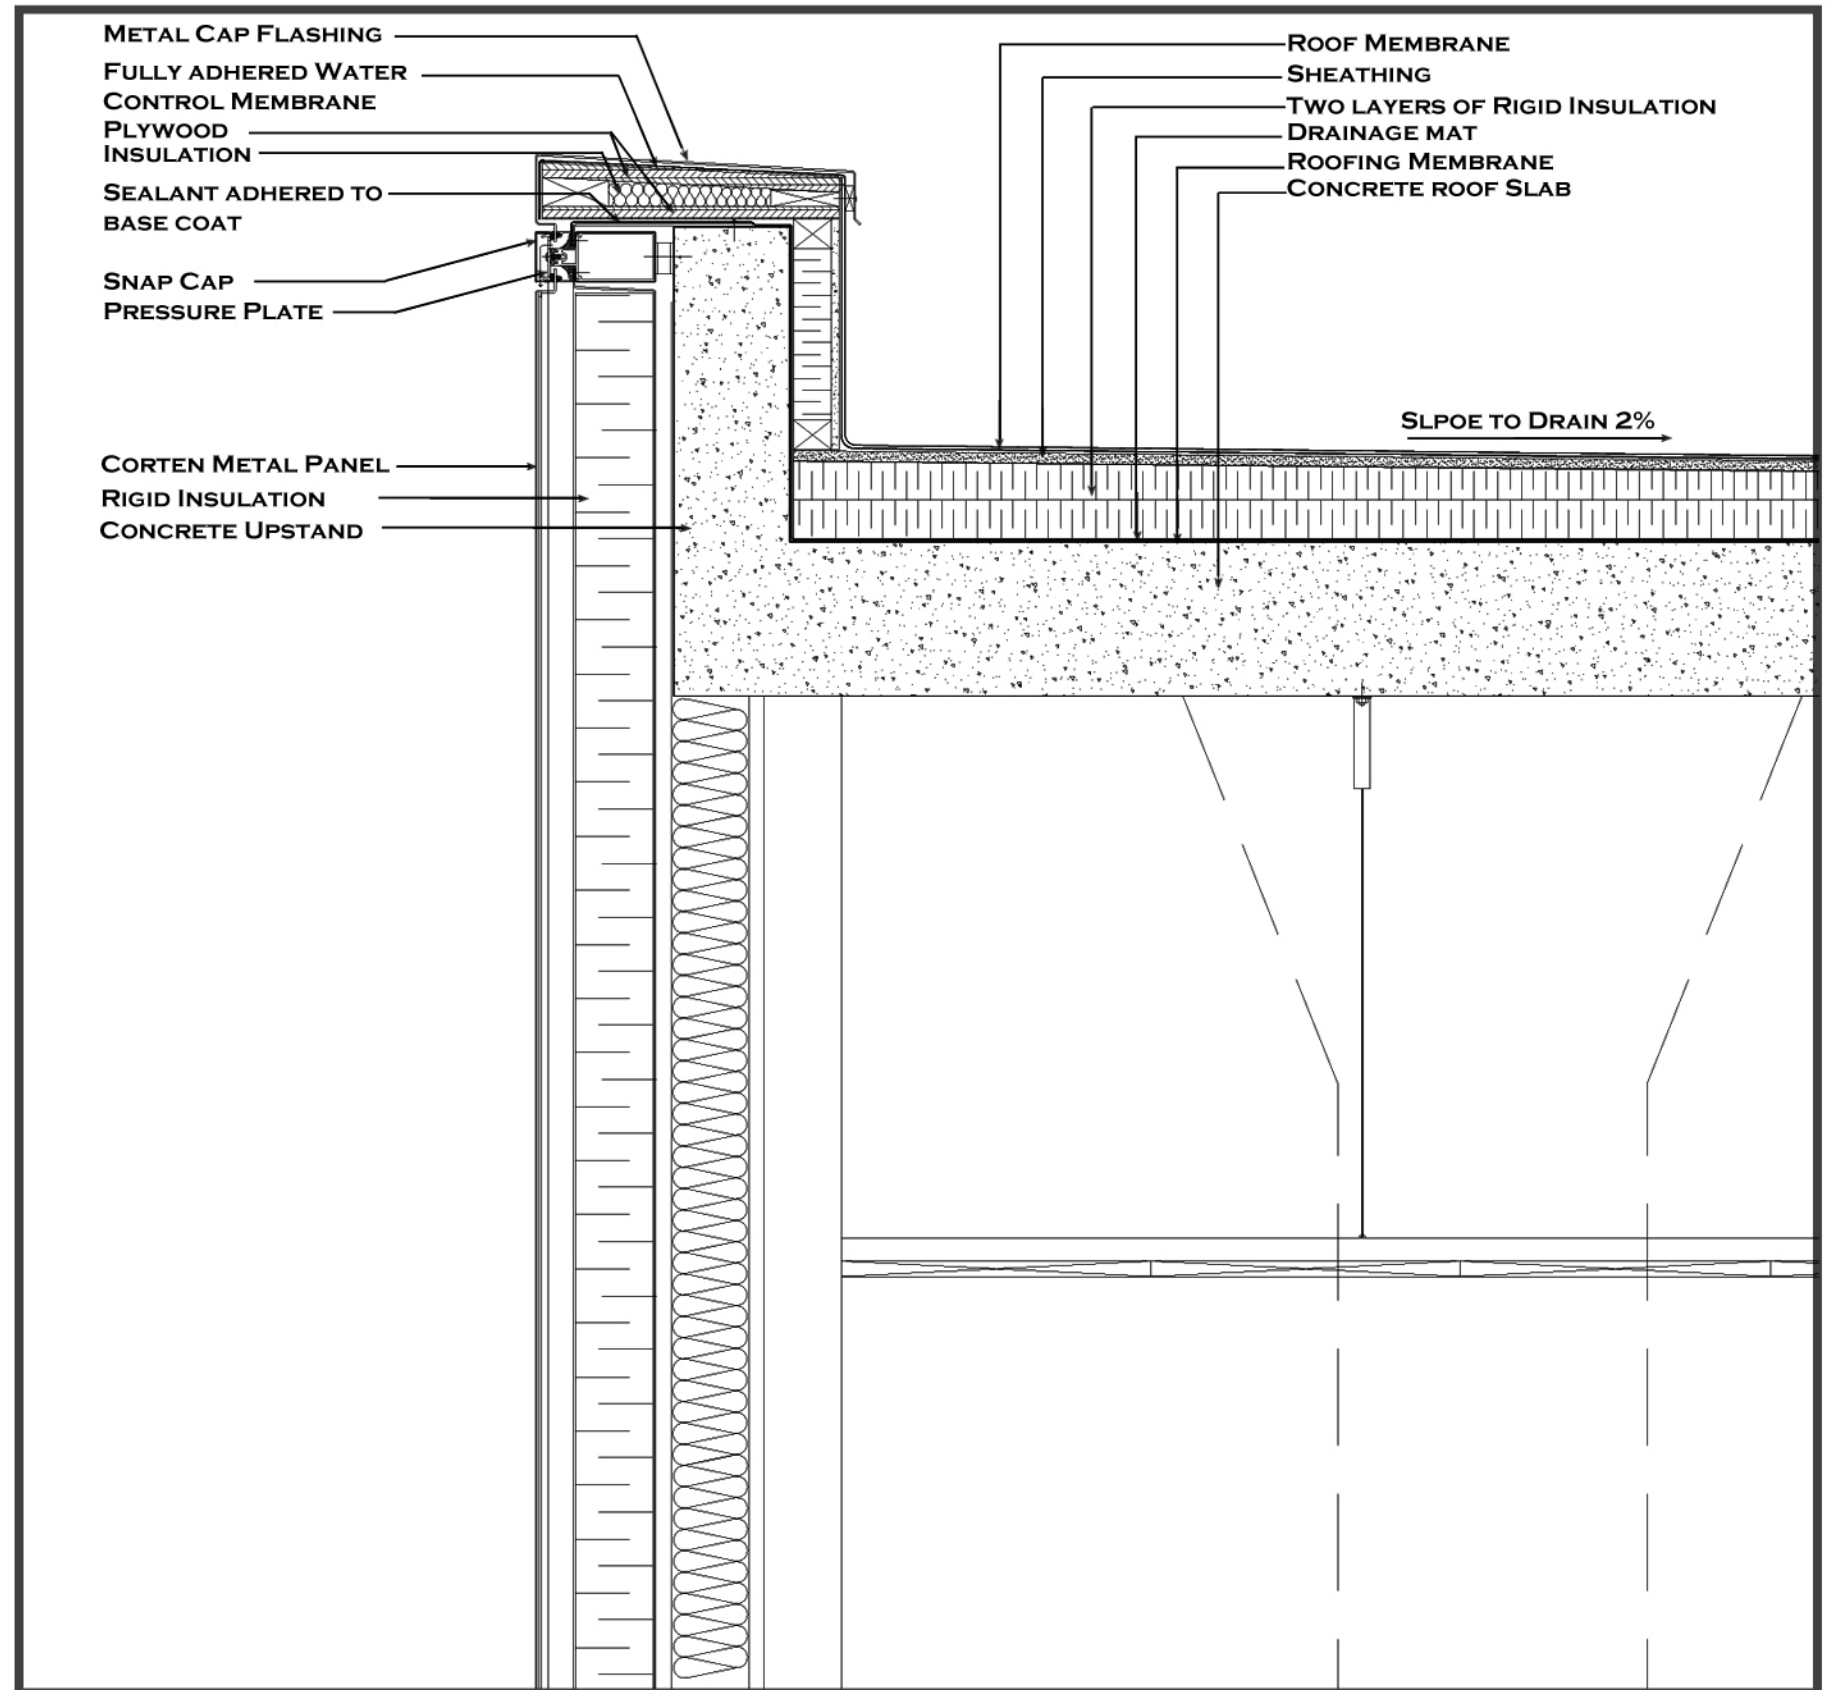 Metal Cap Flashing
Fully adhered Water
Control Membrane
Plywood
Insulation
Sealant adhered to
base coat
Snap Cap
Pressure Plate
Corten Metal Panel
Rigid Insulation
Concrete Upstand
Roof Membrane
Sheathing
Two layers of Rigid Insulation
Drainage mat
Roofing Membrane
Concrete roof Slab
Slpoe to Drain 2%